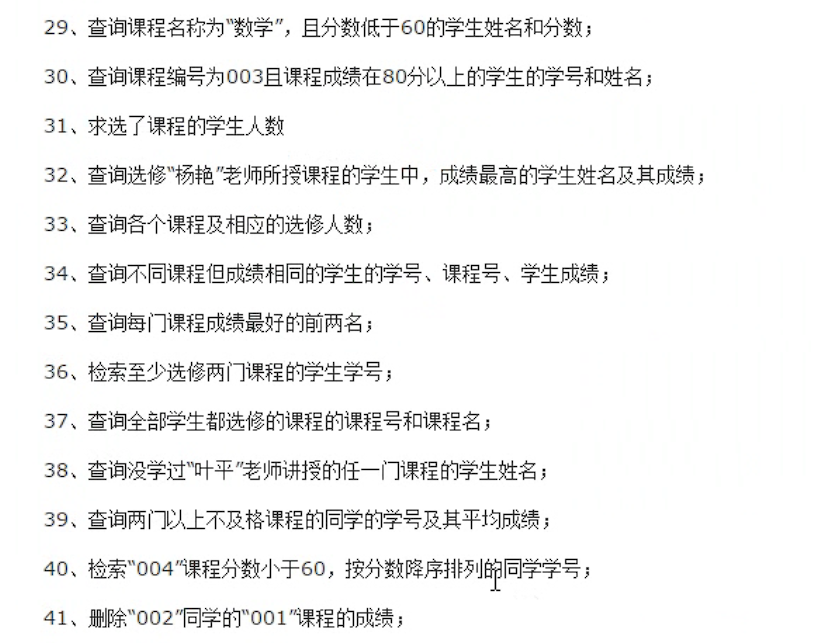 29、查询课程名称为“数学”，且分数低于60的学生姓名和分数；
30、查询课程编号为003且课程成绩在80分以上的学生的学号和姓名；
31、求选了课程的学生人数
32、查询选修“杨艳”老师所授课程的学生中，成绩最高的学生姓名及其成绩；
33、查询各个课程及相应的选修人数；
34、查询不同课程但成绩相同的学生的学号、课程号、学生成绩；
35、查询每门课程成绩最好的前两名；
36、检索至少选修两门课程的学生学号；
37、查询全部学生都选修的课程的课程号和课程名；
38、查询没学过“叶平”老师讲授的任一门课程的学生姓名；
39、查询两门以上不及格课程的同学的学号及其平均成绩；
40、检索“004”课程分数小于60，按分数降序排列的同学学号；
41、删除“002”同学的“001”课程的成绩；